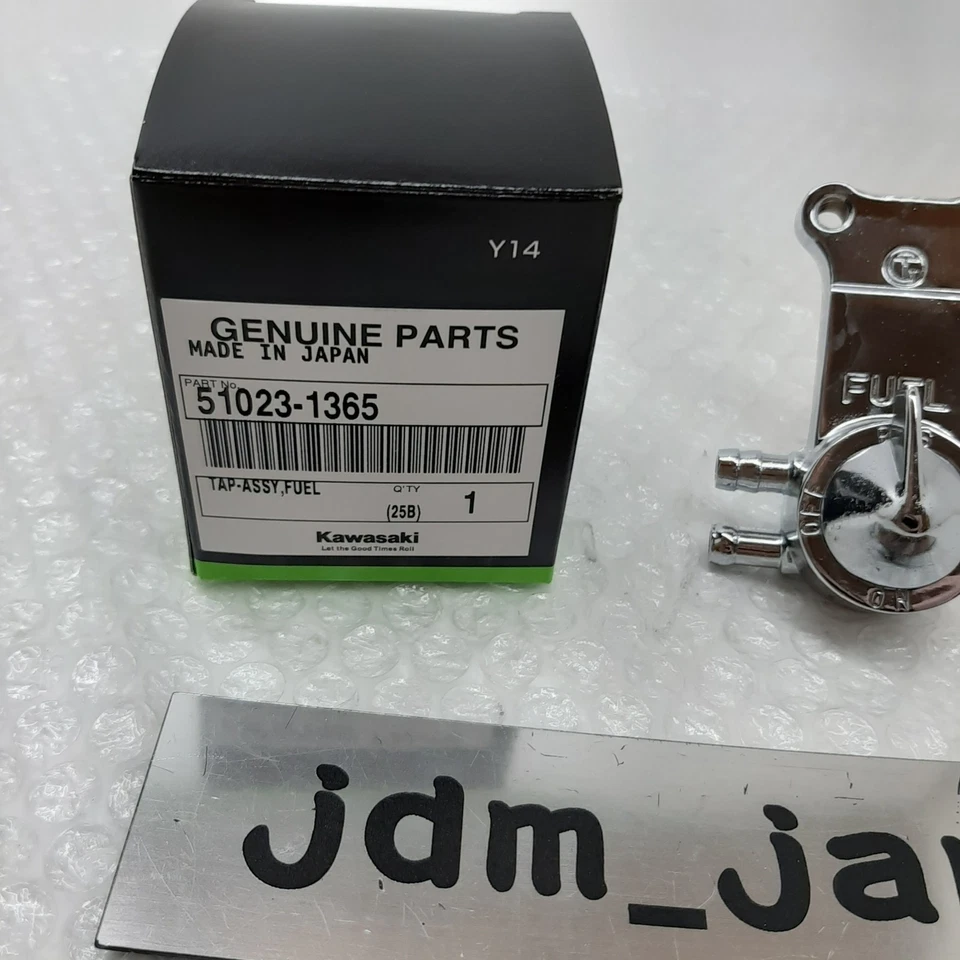 Y14
GENUINE PARTS
MADE IN JAPAN
PART No.
51023-1365
TAP-ASSY,FUEL
Q'TY
(25B)
1
Kawasaki
Let the Good Times Roll
FUEL
ON
jdm_ja